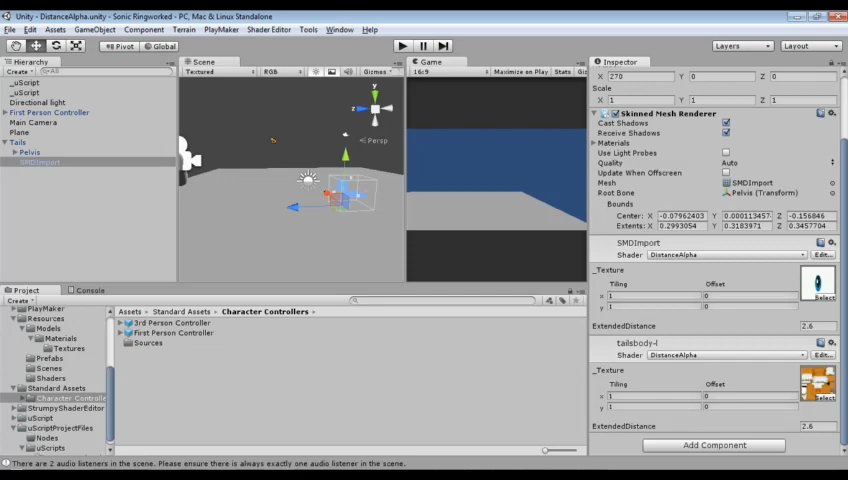 Unity - DistanceAlpha.unity - Sonic Ringworked - PC, Mac & Linux Standalone
File Edit Assets GameObject Component Terrain PlayMaker Shader Editor Tools Window Help
Pivot Global Layers Layout
Hierarchy
Create All
_uScript
_uScript
Directional light
First Person Controller
Main Camera
Plane
Tails
Pelvis
SMDImport
Scene
Textured RGB Gizmos
y
z
Persp
Game
16:9 Maximize on Play Stats Giz
Inspector
X 270 Y 0 Z 0
Scale
X 1 Y 1 Z 1
Skinned Mesh Renderer
Cast Shadows
Receive Shadows
Materials
Use Light Probes
Quality Auto
Update When Offscreen
Mesh SMDImport
Root Bone Pelvis (Transform)
Bounds
Center: X -0.07962403 Y 0.000113457 Z -0.156846
Extents: X 0.2993054 Y 0.3183971 Z 0.3457704
SMDImport
Shader DistanceAlpha Edit...
_Texture
Tiling Offset
x 1 0
y 1 0
Select
ExtendedDistance 2.6
tailsbody-l
Shader DistanceAlpha Edit...
_Texture
Tiling Offset
x 1 0
y 1 0
Select
ExtendedDistance 2.6
Add Component
Project Console
Create
PlayMaker
Resources
Models
Materials
Textures
Prefabs
Scenes
Shaders
Standard Assets
Character Controlle
StrumpyShaderEditor
uScript
uScriptProjectFiles
Nodes
uScripts
Assets Standard Assets Character Controllers
3rd Person Controller
First Person Controller
Sources
There are 2 audio listeners in the scene. Please ensure there is always exactly one audio listener in the scene.